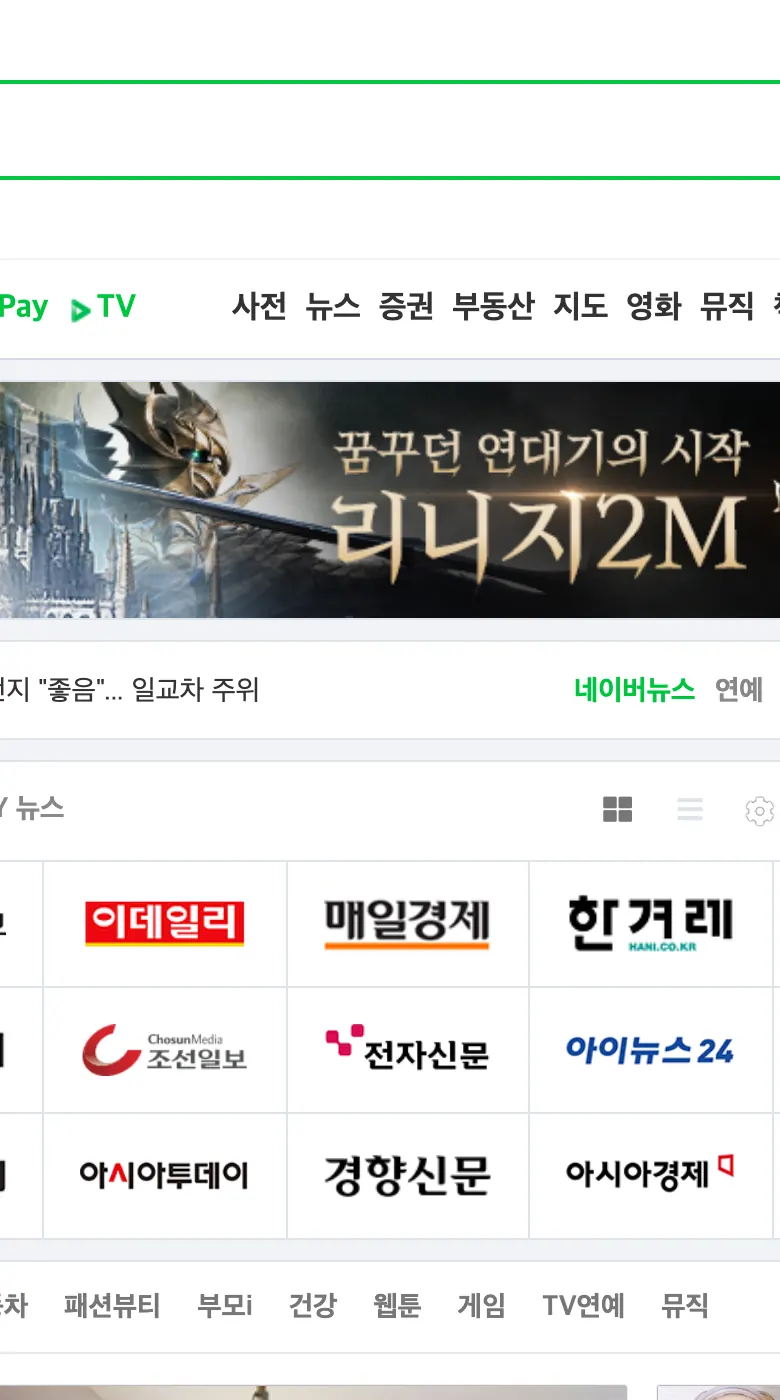 Pay TV 사전 뉴스 증권 부동산 지도 영화 뮤직
꿈꾸던 연대기의 시작
리니지2M
"좋음"... 일교차 주위 네이버뉴스 연예
뉴스
이데일리 매일경제 한겨레
HANI.CO.KR
ChosunMedia
조선일보 전자신문 아이뉴스24
아시아투데이 경향신문 아시아경제
패션뷰티 부모i 건강 웹툰 게임 TV연예 뮤직